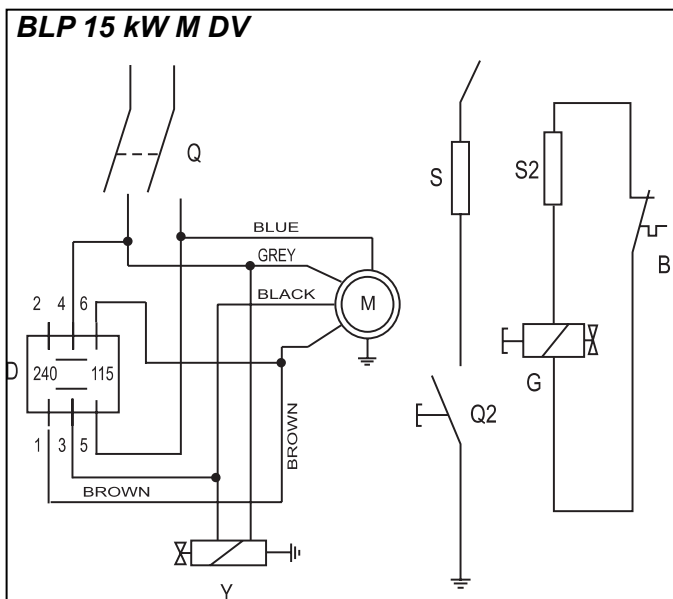 BLP 15 kW M DV
Q
S
S2
B
BLUE
GREY
BLACK
M
2 4 6
D
240 115
1 3 5
BROWN
BROWN
G
Q2
Y